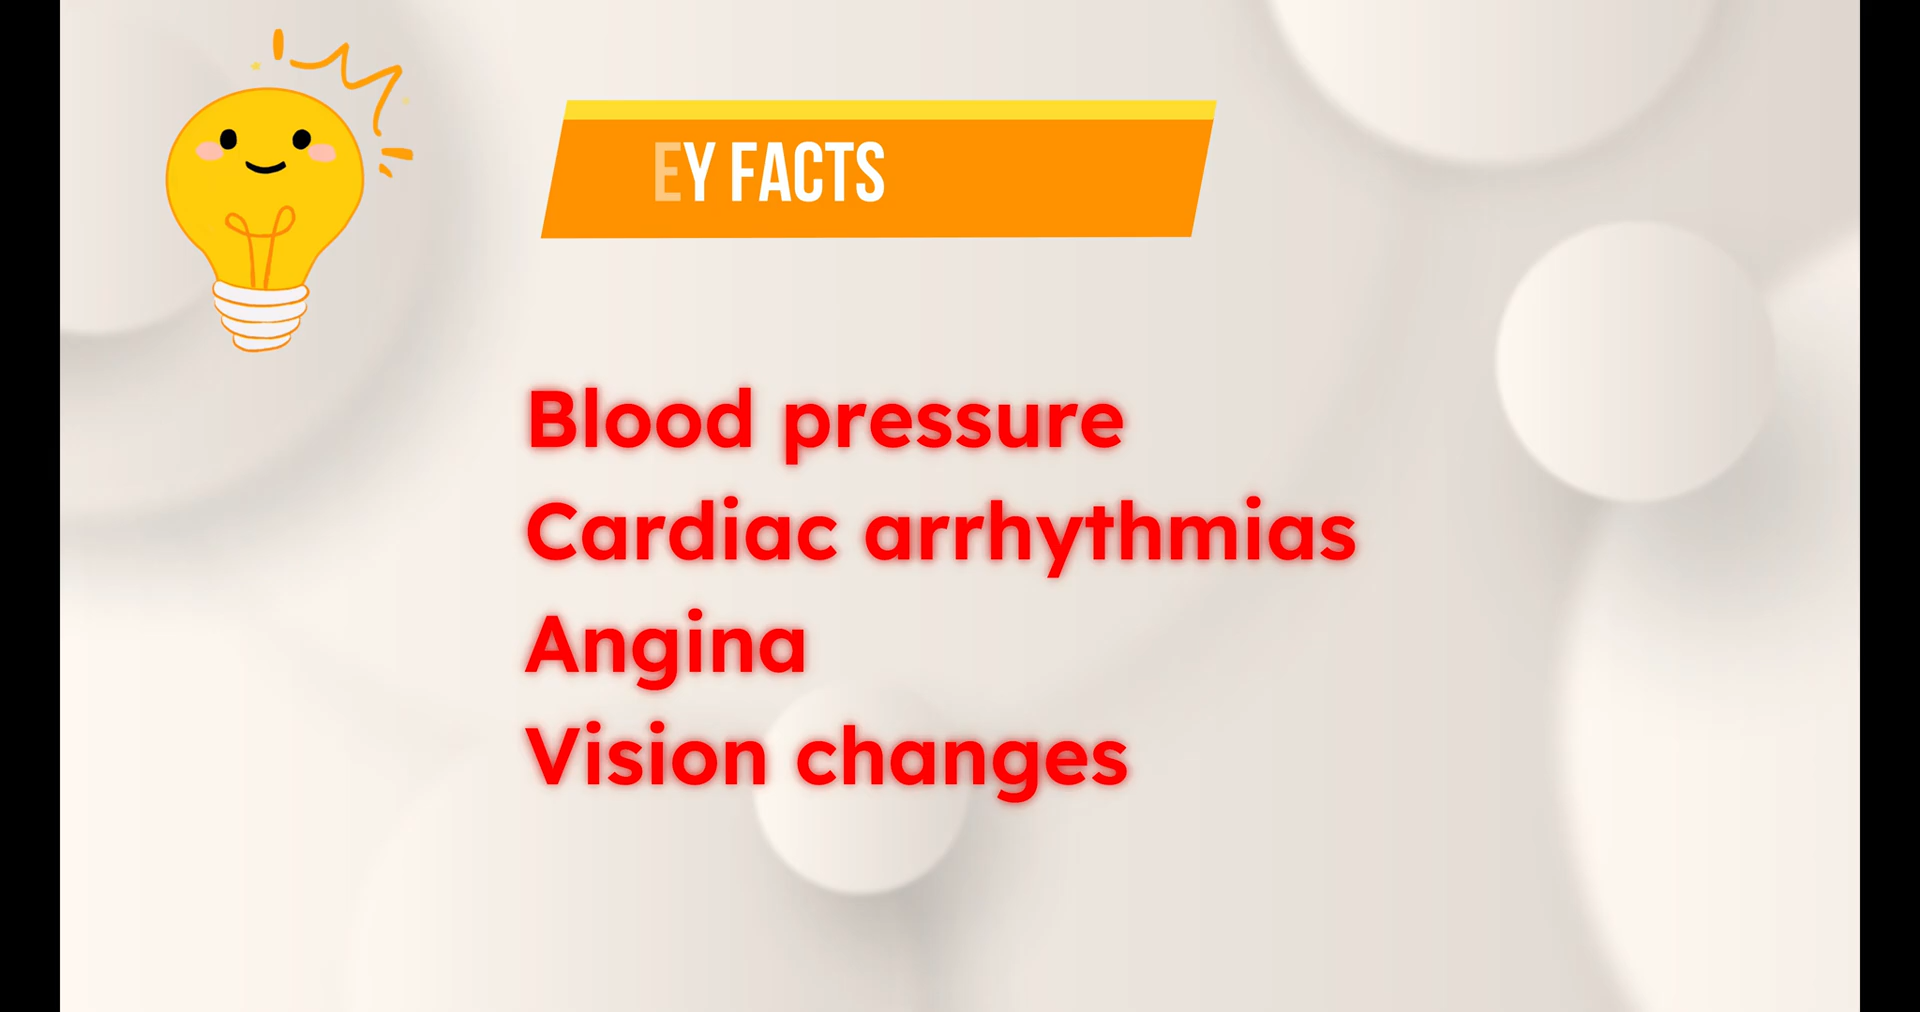 EY FACTS
Blood pressure
Cardiac arrhythmias
Angina
Vision changes